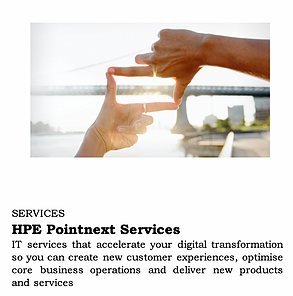 SERVICES
HPE Pointnext Services
IT services that accelerate your digital transformation
so you can create new customer experiences, optimise
core business operations and deliver new products
and services